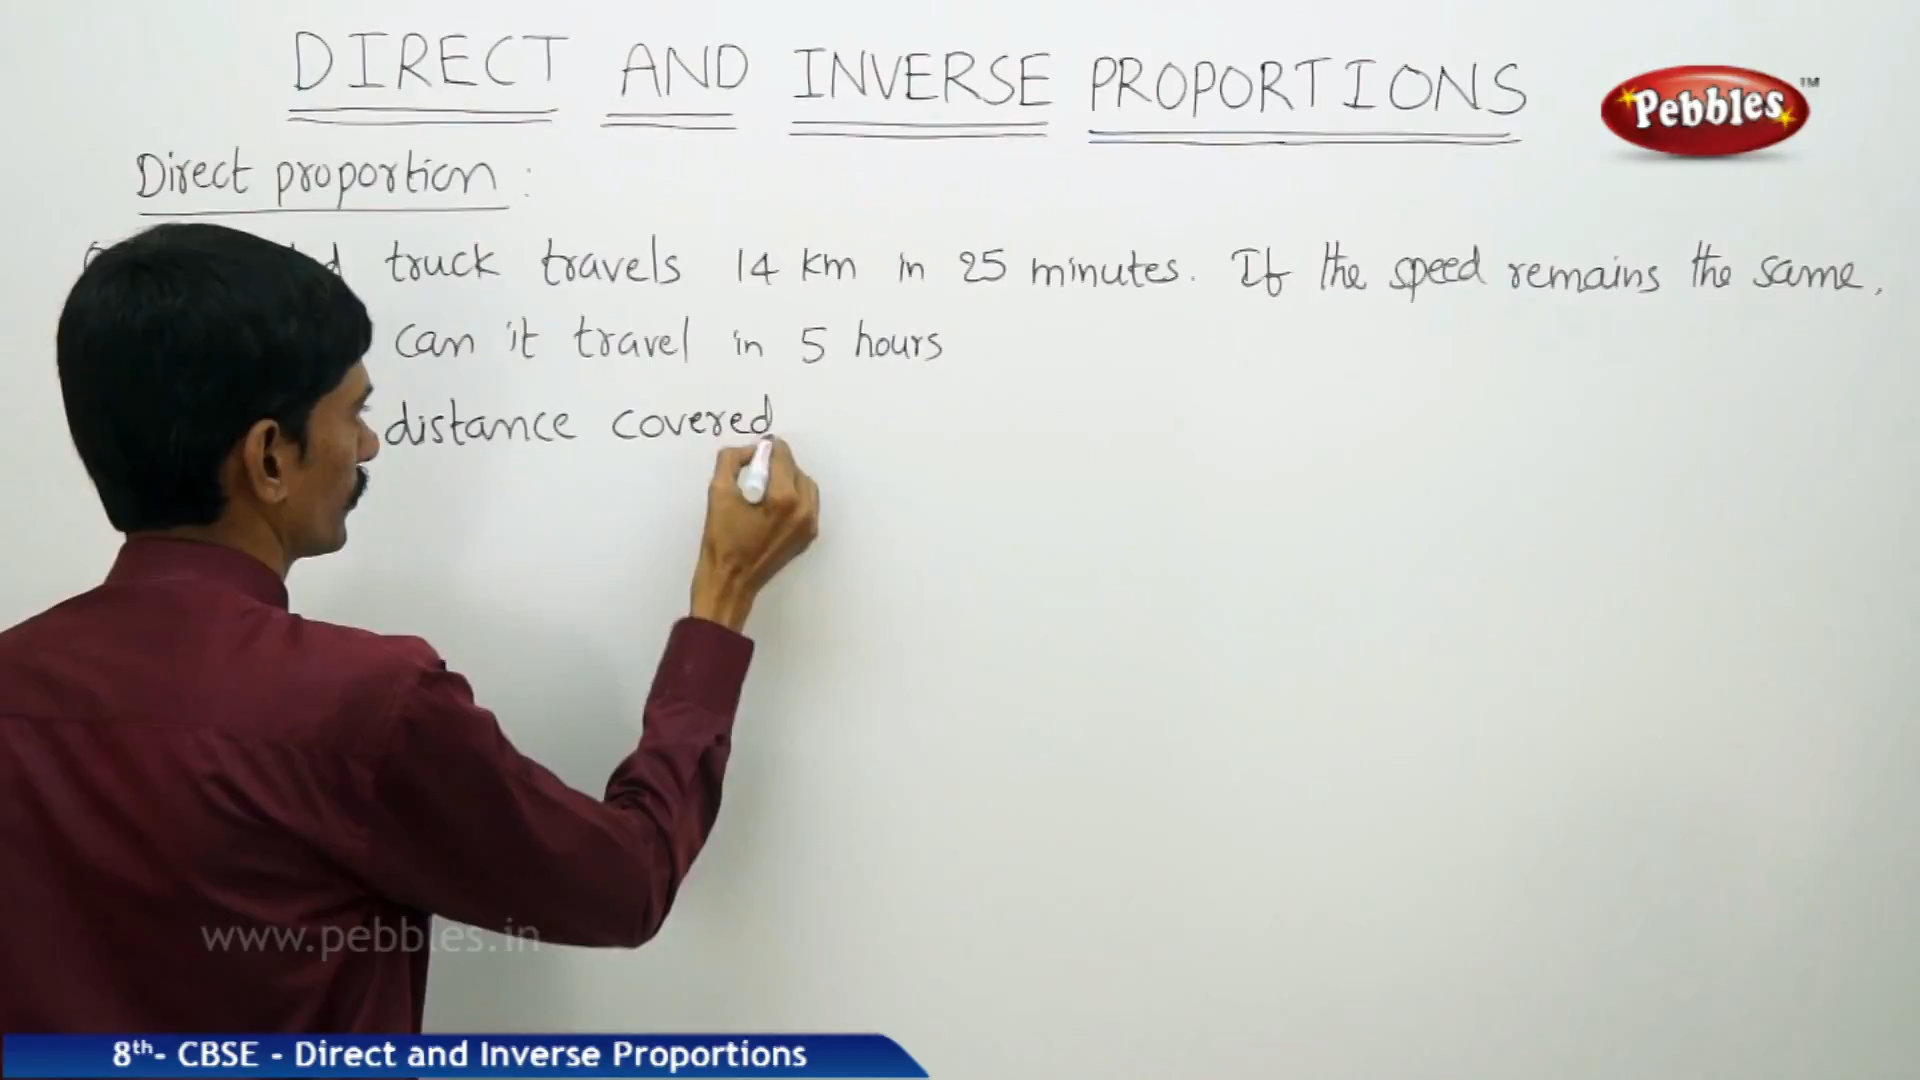 DIRECT AND INVERSE PROPORTIONS
Pebbles™
Direct proportion :
truck travels 14 km in 25 minutes. If the speed remains the same,
can it travel in 5 hours
distance covered
www.pebbles.in
8th- CBSE - Direct and Inverse Proportions